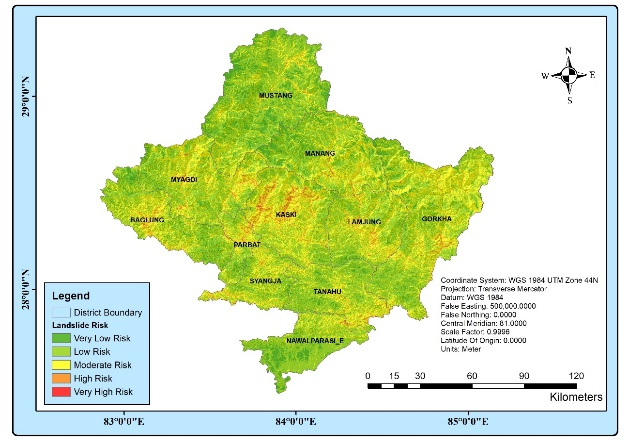 N
W E
S
29°0'0"N
28°0'0"N
MUSTANG
MANANG
MYAGDI
BAGLUNG
KASKI
LAMJUNG
GORKHA
PARBAT
SYANGJA
TANAHU
NAWALPARASI_E
Coordinate System: WGS 1984 UTM Zone 44N
Projection: Transverse Mercator
Datum: WGS 1984
False Easting: 500,000.0000
False Northing: 0.0000
Central Meridian: 81.0000
Scale Factor: 0.9996
Latitude Of Origin: 0.0000
Units: Meter
Legend
District Boundary
Landslide Risk
Very Low Risk
Low Risk
Moderate Risk
High Risk
Very High Risk
0 15 30 60 90 120
Kilometers
83°0'0"E 84°0'0"E 85°0'0"E